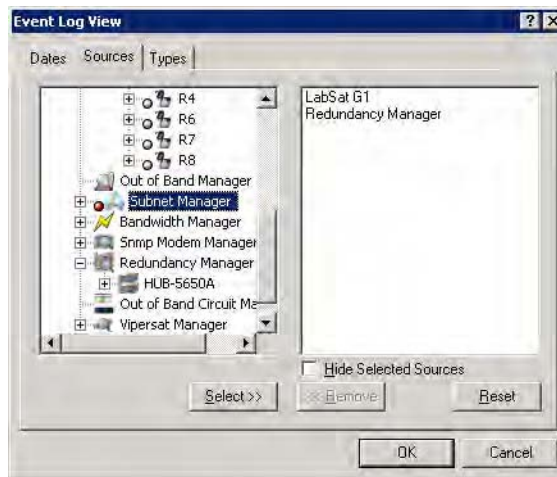 Event Log View
Dates Sources Types
R4
R6
R7
R8
Out of Band Manager
Subnet Manager
Bandwidth Manager
Snmp Modem Manager
Redundancy Manager
HUB-5650A
Out of Band Circuit Ma
Vipersat Manager
LabSat G1
Redundancy Manager
Hide Selected Sources
Select >>
<< Remove
Reset
OK
Cancel